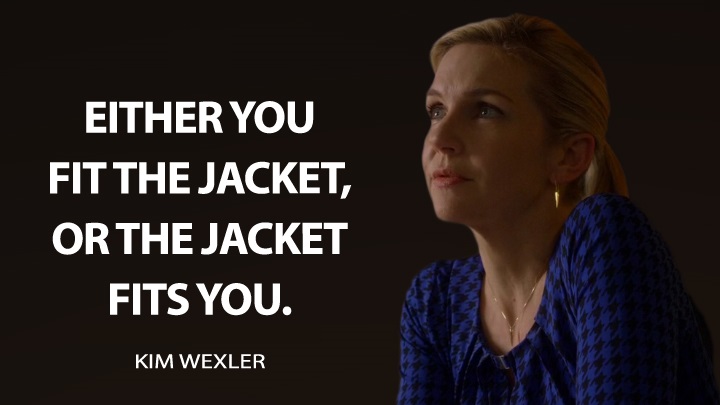 EITHER YOU
FIT THE JACKET,
OR THE JACKET
FITS YOU.
KIM WEXLER